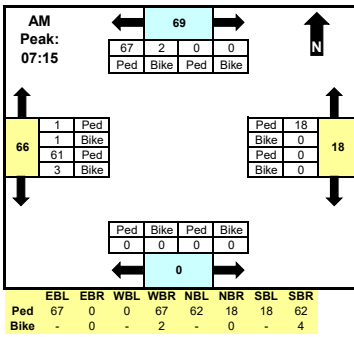 AM
Peak:
07:15
69
N
67 2 0 0
Ped Bike Ped Bike
66
1 Ped
1 Bike
61 Ped
3 Bike
Ped 18
Bike 0
Ped 0
Bike 0
18
Ped Bike Ped Bike
0 0 0 0
0
EBL EBR WBL WBR NBL NBR SBL SBR
Ped 67 0 0 67 62 18 18 62
Bike - 0 - 2 - 0 - 4